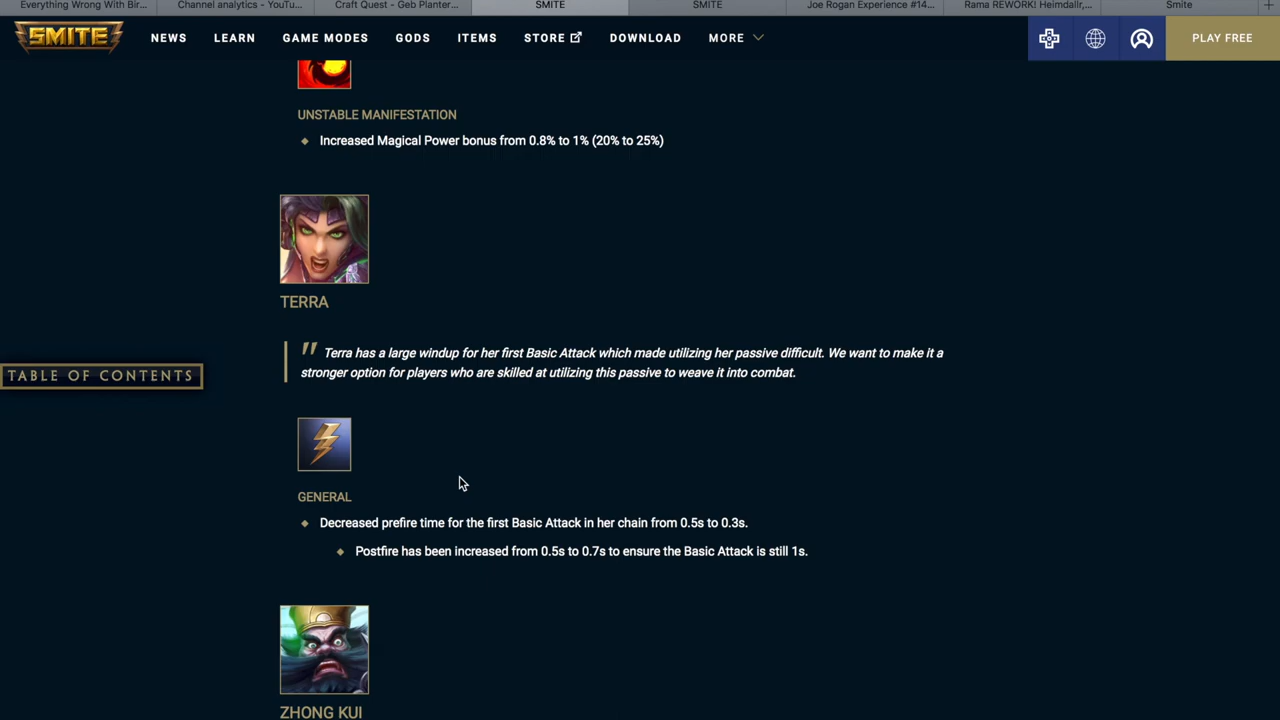 Everything Wrong With Bir... Channel analytics - YouTu... Craft Quest - Geb Planter... SMITE SMITE Joe Rogan Experience #14... Rama REWORK! Heimdallr,... Smite +
SMITE NEWS LEARN GAME MODES GODS ITEMS STORE DOWNLOAD MORE PLAY FREE
UNSTABLE MANIFESTATION
Increased Magical Power bonus from 0.8% to 1% (20% to 25%)
TERRA
" Terra has a large windup for her first Basic Attack which made utilizing her passive difficult. We want to make it a
stronger option for players who are skilled at utilizing this passive to weave it into combat.
TABLE OF CONTENTS
GENERAL
Decreased prefire time for the first Basic Attack in her chain from 0.5s to 0.3s.
Postfire has been increased from 0.5s to 0.7s to ensure the Basic Attack is still 1s.
ZHONG KUI